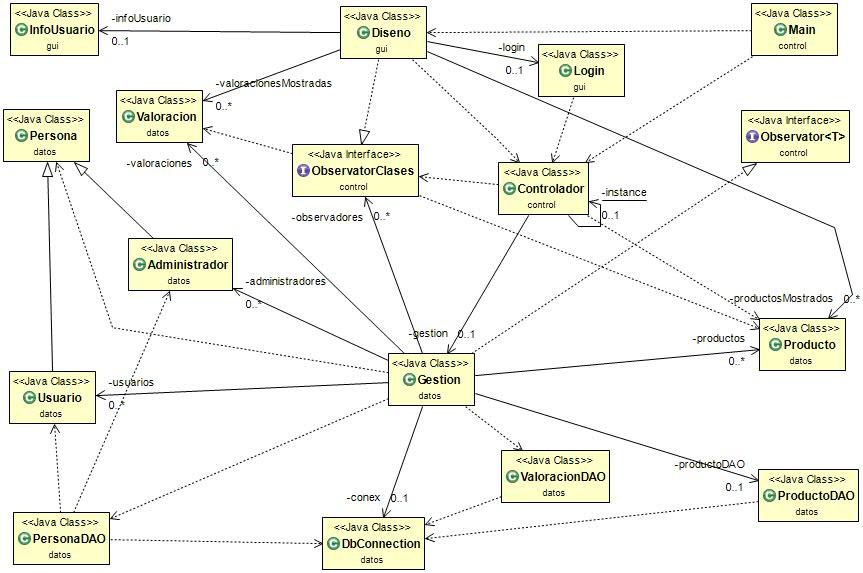 <<Java Class>>
InfoUsuario
gui
-infoUsuario
0..1
<<Java Class>>
Diseno
gui
<<Java Class>>
Main
control
-login
0..1
<<Java Class>>
Login
gui
-valoracionesMostradas
0..*
<<Java Class>>
Valoracion
datos
<<Java Class>>
Persona
datos
<<Java Interface>>
Observator<T>
control
-valoraciones
0..*
<<Java Interface>>
ObservatorClases
control
<<Java Class>>
Controlador
control
-instance
0..1
-observadores
0..*
<<Java Class>>
Administrador
datos
-administradores
0..*
-productosMostrados
0..*
-gestion
0..1
-productos
0..*
<<Java Class>>
Producto
datos
<<Java Class>>
Gestion
datos
<<Java Class>>
Usuario
datos
-usuarios
0..*
<<Java Class>>
ValoracionDAO
datos
-productoDAO
0..1
<<Java Class>>
ProductoDAO
datos
-conex
0..1
<<Java Class>>
PersonaDAO
datos
<<Java Class>>
DbConnection
datos